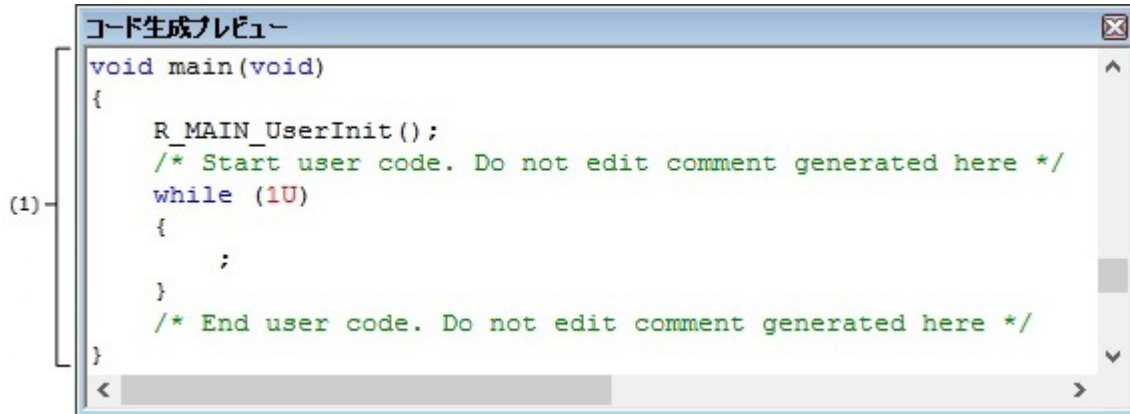 コード生成プレビュー
void main(void)
{
    R_MAIN_UserInit();
    /* Start user code. Do not edit comment generated here */
    while (1U)
    {
        ;
    }
    /* End user code. Do not edit comment generated here */
}
(1)